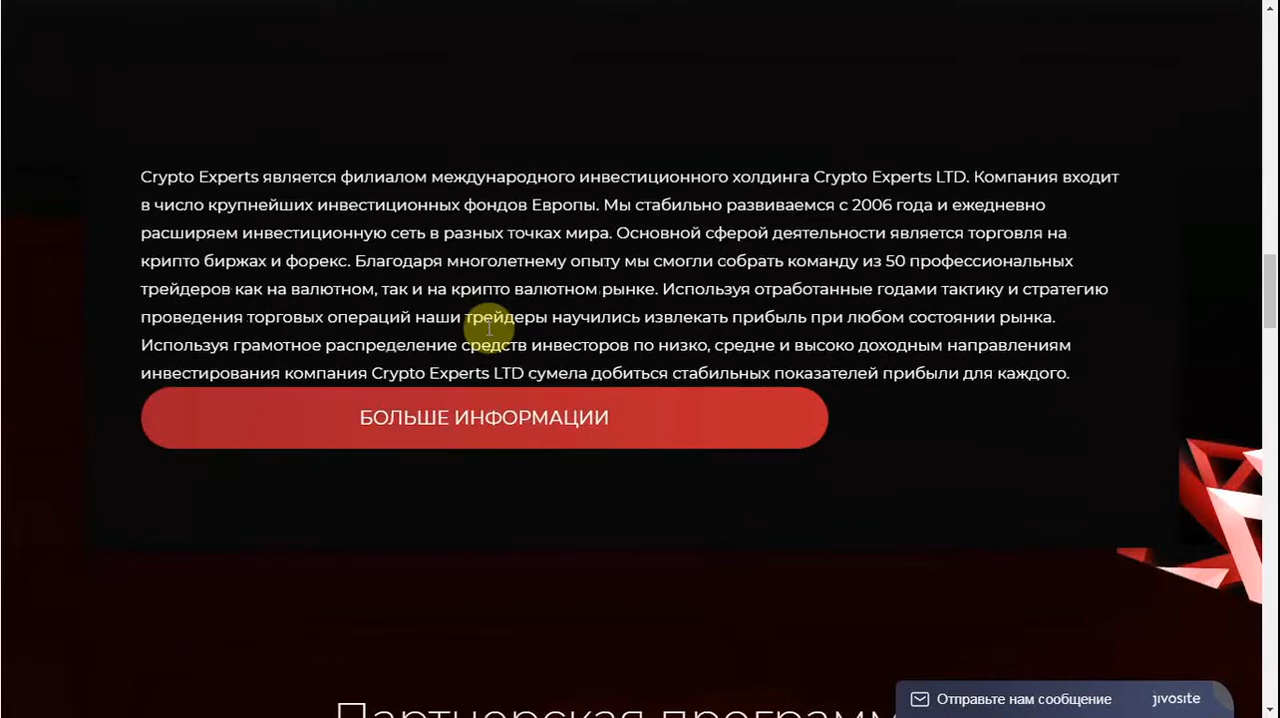 Crypto Experts является филиалом международного инвестиционного холдинга Crypto Experts LTD. Компания входит
в число крупнейших инвестиционных фондов Европы. Мы стабильно развиваемся с 2006 года и ежедневно
расширяем инвестиционную сеть в разных точках мира. Основной сферой деятельности является торговля на
крипто биржах и форекс. Благодаря многолетнему опыту мы смогли собрать команду из 50 профессиональных
трейдеров как на валютном, так и на крипто валютном рынке. Используя отработанные годами тактику и стратегию
проведения торговых операций наши трейдеры научились извлекать прибыль при любом состоянии рынка.
Используя грамотное распределение средств инвесторов по низко, средне и высоко доходным направлениям
инвестирования компания Crypto Experts LTD сумела добиться стабильных показателей прибыли для каждого.
БОЛЬШЕ ИНФОРМАЦИИ
Партнерская
Отправьте нам сообщение jivosite